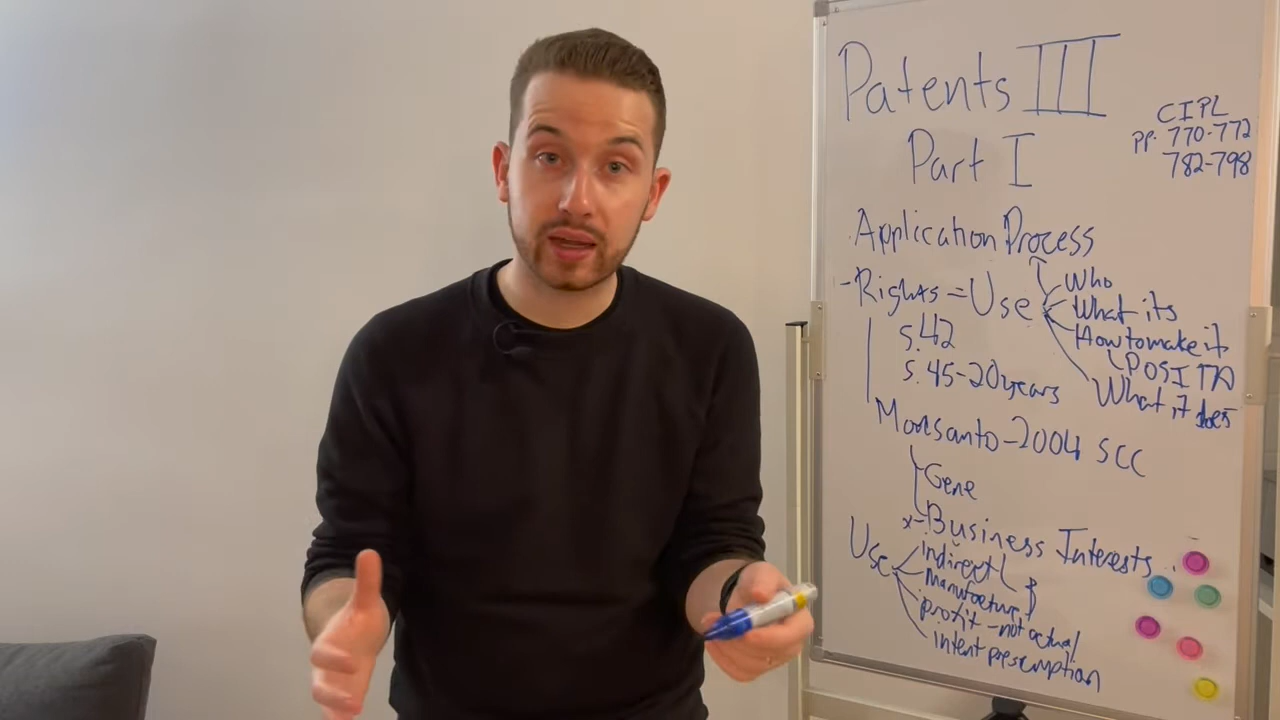 Patents III
Part I
CIPL
pp. 770-772
782-798
Application Process
- Rights = Use
Who
What its
How to make it
POSITA
What it does
s.42
s.45-20 years
Monsanto-2004 SCC
Gene
x-Business Interests
Use
indirect
$
manufacture
profit - not actual
intent presumption